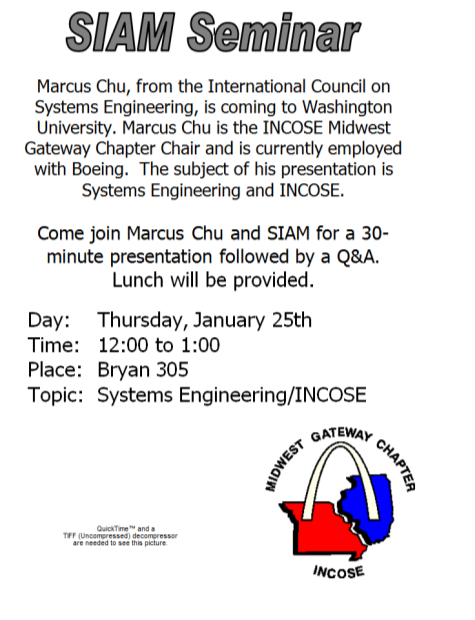 SIAM Seminar
Marcus Chu, from the International Council on
Systems Engineering, is coming to Washington
University. Marcus Chu is the INCOSE Midwest
Gateway Chapter Chair and is currently employed
with Boeing.  The subject of his presentation is
Systems Engineering and INCOSE.
Come join Marcus Chu and SIAM for a 30-
minute presentation followed by a Q&A.
Lunch will be provided.
Day: Thursday, January 25th
Time: 12:00 to 1:00
Place: Bryan 305
Topic: Systems Engineering/INCOSE
MIDWEST GATEWAY CHAPTER
INCOSE
QuickTime™ and a
TIFF (Uncompressed) decompressor
are needed to see this picture.